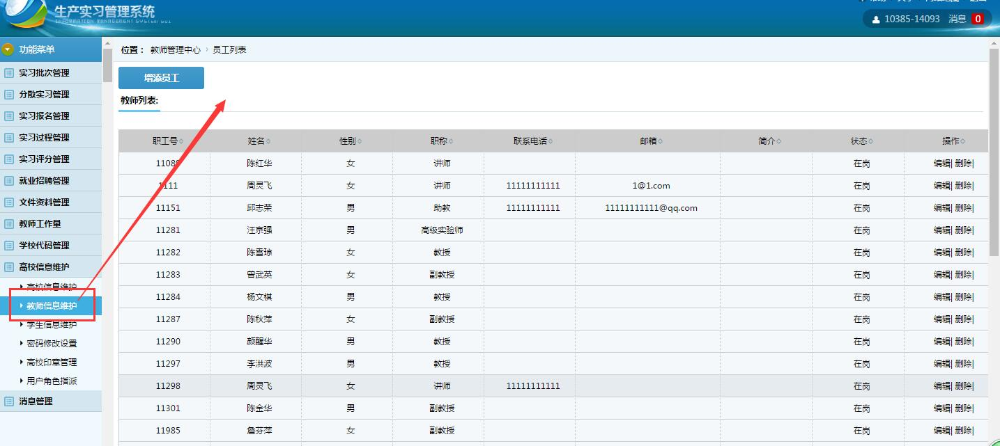 生产实习管理系统
INFORMATION MANAGEMENT SYSTEM GUI
10385-14093 消息 0
功能菜单
实习批次管理
分散实习管理
实习报名管理
实习过程管理
实习评分管理
就业招聘管理
文件资料管理
教师工作量
学校代码管理
高校信息维护
高校信息维护
教师信息维护
学生信息维护
密码修改设置
高校印章管理
用户角色指派
消息管理
位置： 教师管理中心 › 员工列表
增添员工
教师列表:
职工号 姓名 性别 职称 联系电话 邮箱 简介 状态 操作
陈红华 女 讲师 在岗 编辑| 删除|
1111 周灵飞 女 讲师 11111111111 1@1.com 在岗 编辑| 删除|
11151 邱志荣 男 助教 11111111111 11111111111@qq.com 在岗 编辑| 删除|
11281 汪京强 男 高级实验师 在岗 编辑| 删除|
11282 陈雪琼 女 教授 在岗 编辑| 删除|
11283 曾武英 女 副教授 在岗 编辑| 删除|
11284 杨文棋 男 教授 在岗 编辑| 删除|
11287 陈秋萍 女 副教授 在岗 编辑| 删除|
11290 颜醒华 男 教授 在岗 编辑| 删除|
11297 李洪波 男 教授 在岗 编辑| 删除|
11298 周灵飞 女 讲师 11111111111 在岗 编辑| 删除|
11301 陈金华 男 副教授 在岗 编辑| 删除|
11985 詹芬萍 女 副教授 在岗 编辑| 删除|